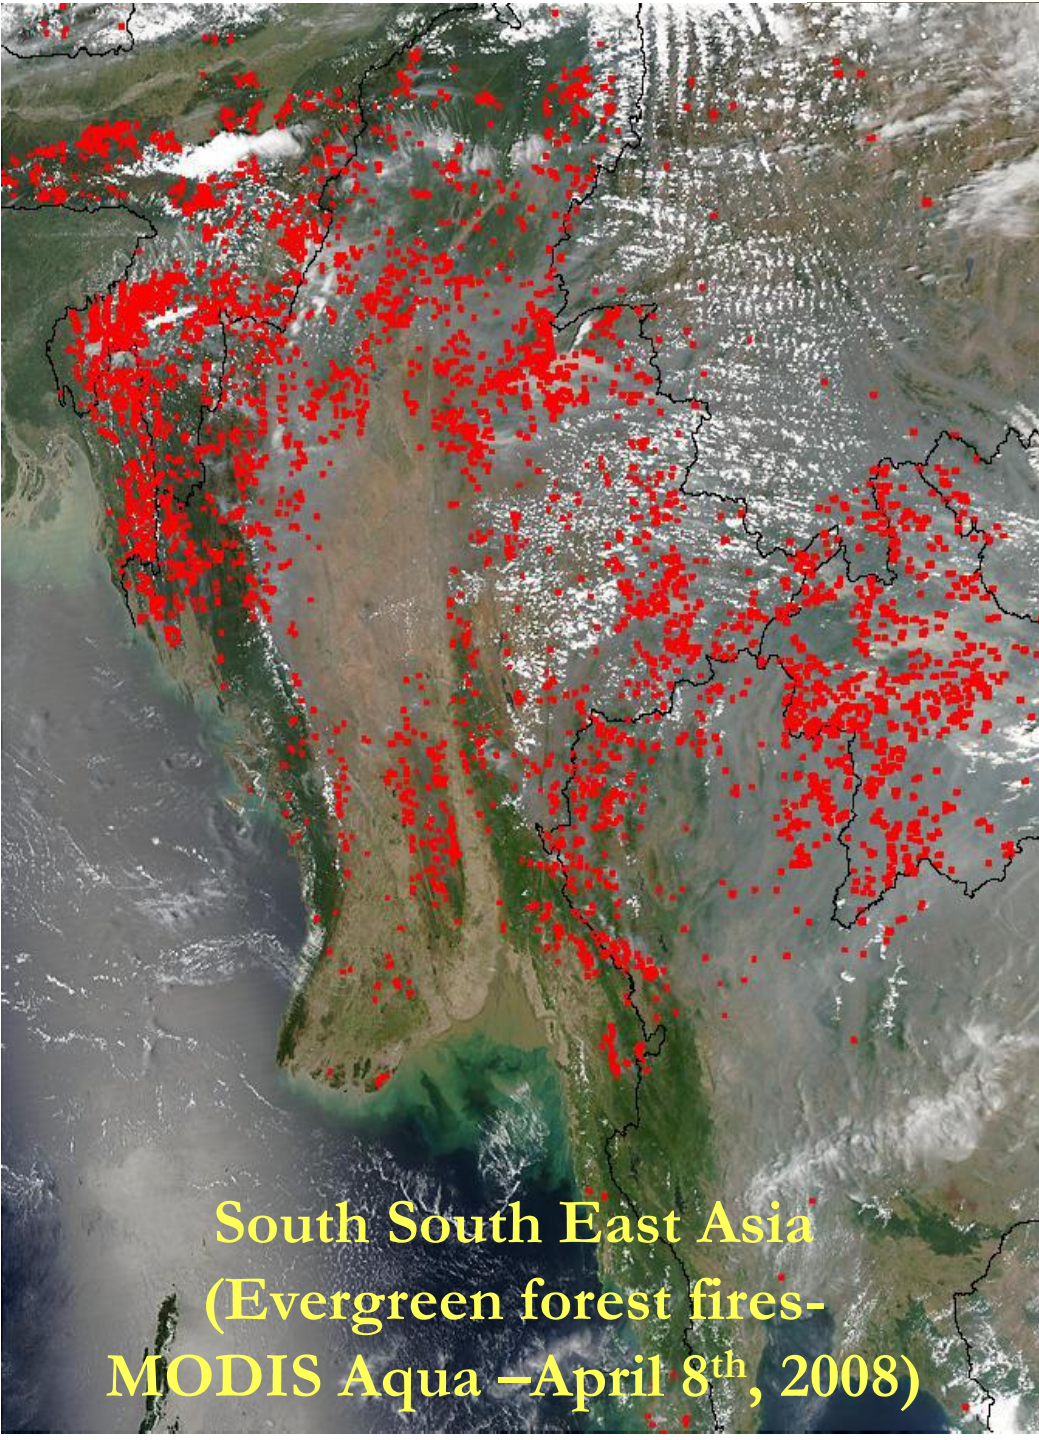 South South East Asia
(Evergreen forest fires-
MODIS Aqua –April 8th, 2008)